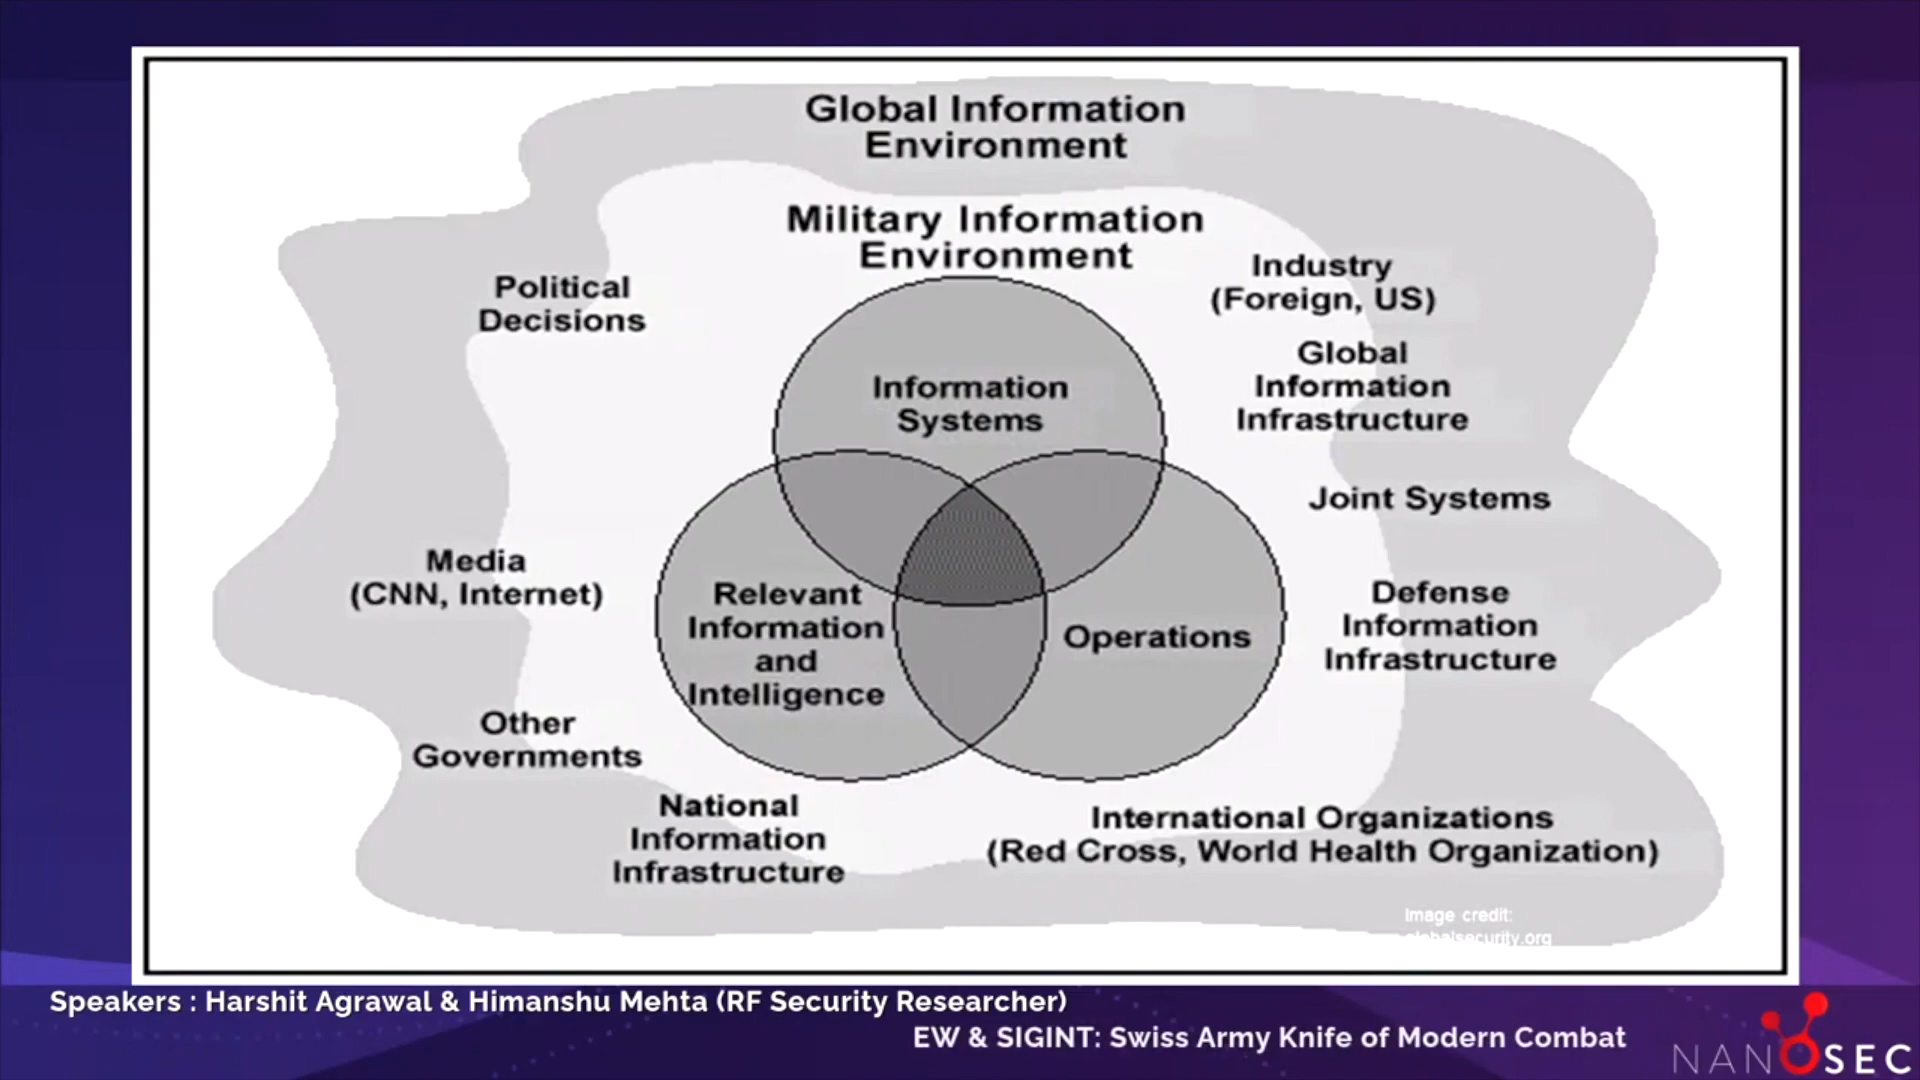 Global Information
Environment
Military Information
Environment
Political
Decisions
Industry
(Foreign, US)
Information
Systems
Global
Information
Infrastructure
Joint Systems
Media
(CNN, Internet)
Relevant
Information
and
Intelligence
Operations
Defense
Information
Infrastructure
Other
Governments
National
Information
Infrastructure
International Organizations
(Red Cross, World Health Organization)
Image credit:
globalsecurity.org
Speakers : Harshit Agrawal & Himanshu Mehta (RF Security Researcher)
EW & SIGINT: Swiss Army Knife of Modern Combat
NANOSEC